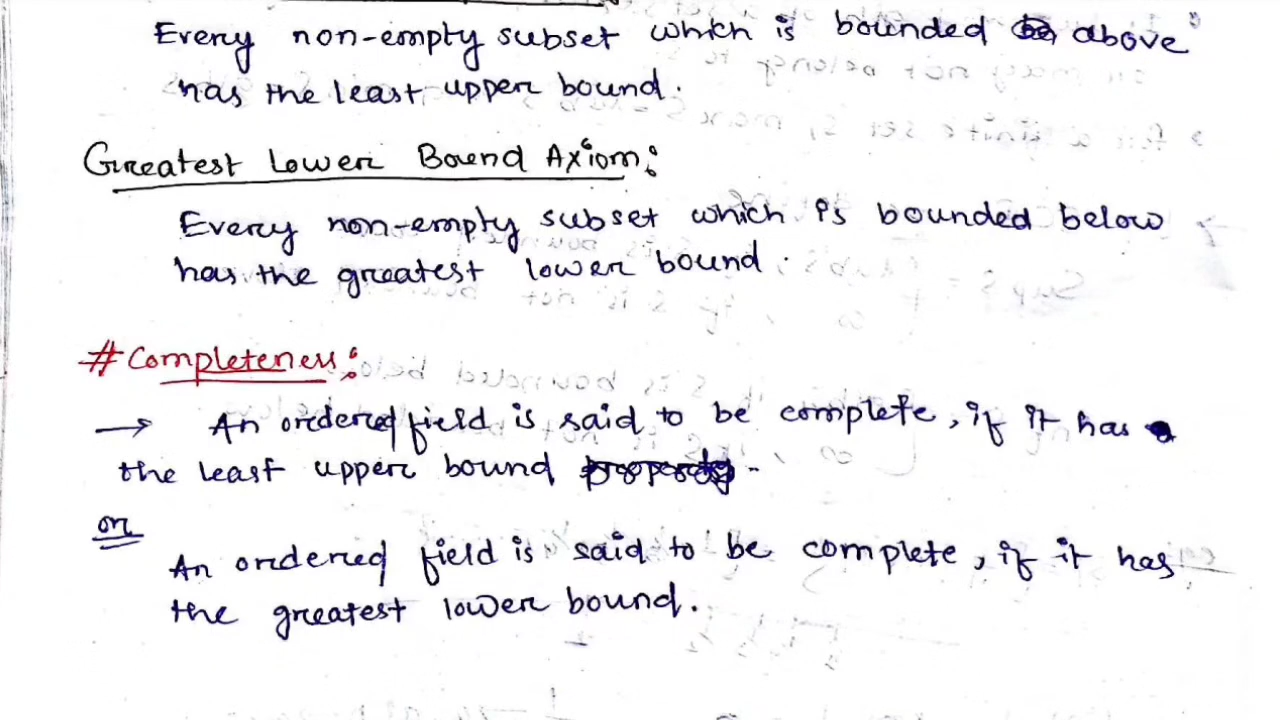 Every non-empty subset which is bounded above
has the least upper bound.
Greatest Lower Bound Axiom:
Every non-empty subset which is bounded below
has the greatest lower bound.
#Completeness:
→ An ordered field is said to be complete, if it has
the least upper bound property.
or
An ordered field is said to be complete, if it has
the greatest lower bound.